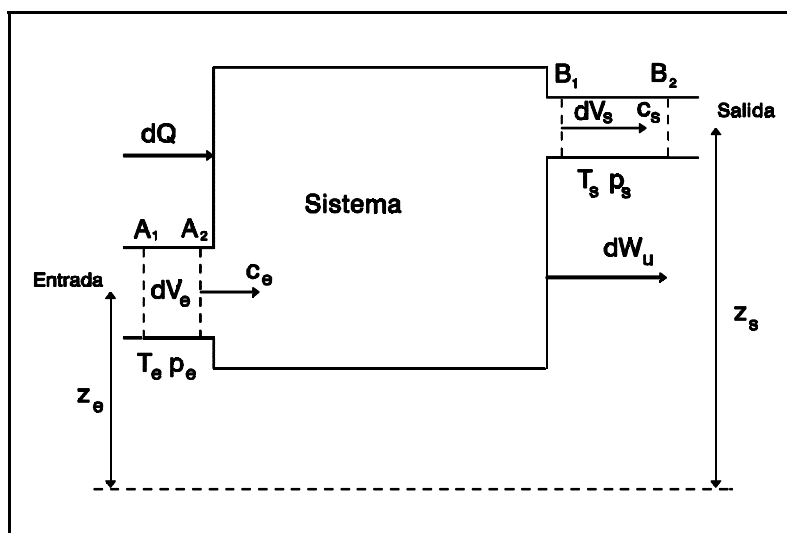 B₁ B₂
dVₛ cₛ
Salida
dQ
Tₛ pₛ
Sistema
A₁ A₂
dWᵤ
Entrada
dVₑ cₑ
zₛ
Tₑ pₑ
zₑ